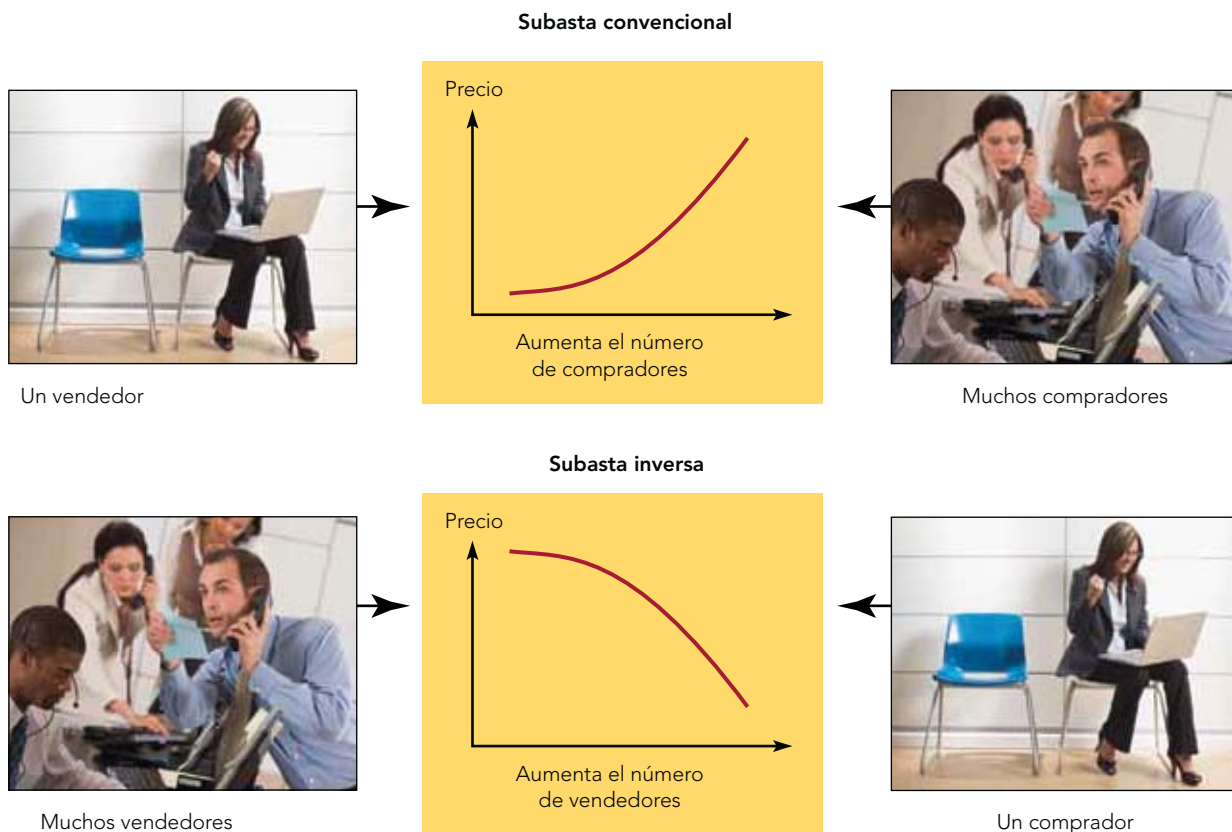 Subasta convencional
Precio
Aumenta el número
de compradores
Un vendedor
Muchos compradores
Subasta inversa
Precio
Aumenta el número
de vendedores
Muchos vendedores
Un comprador